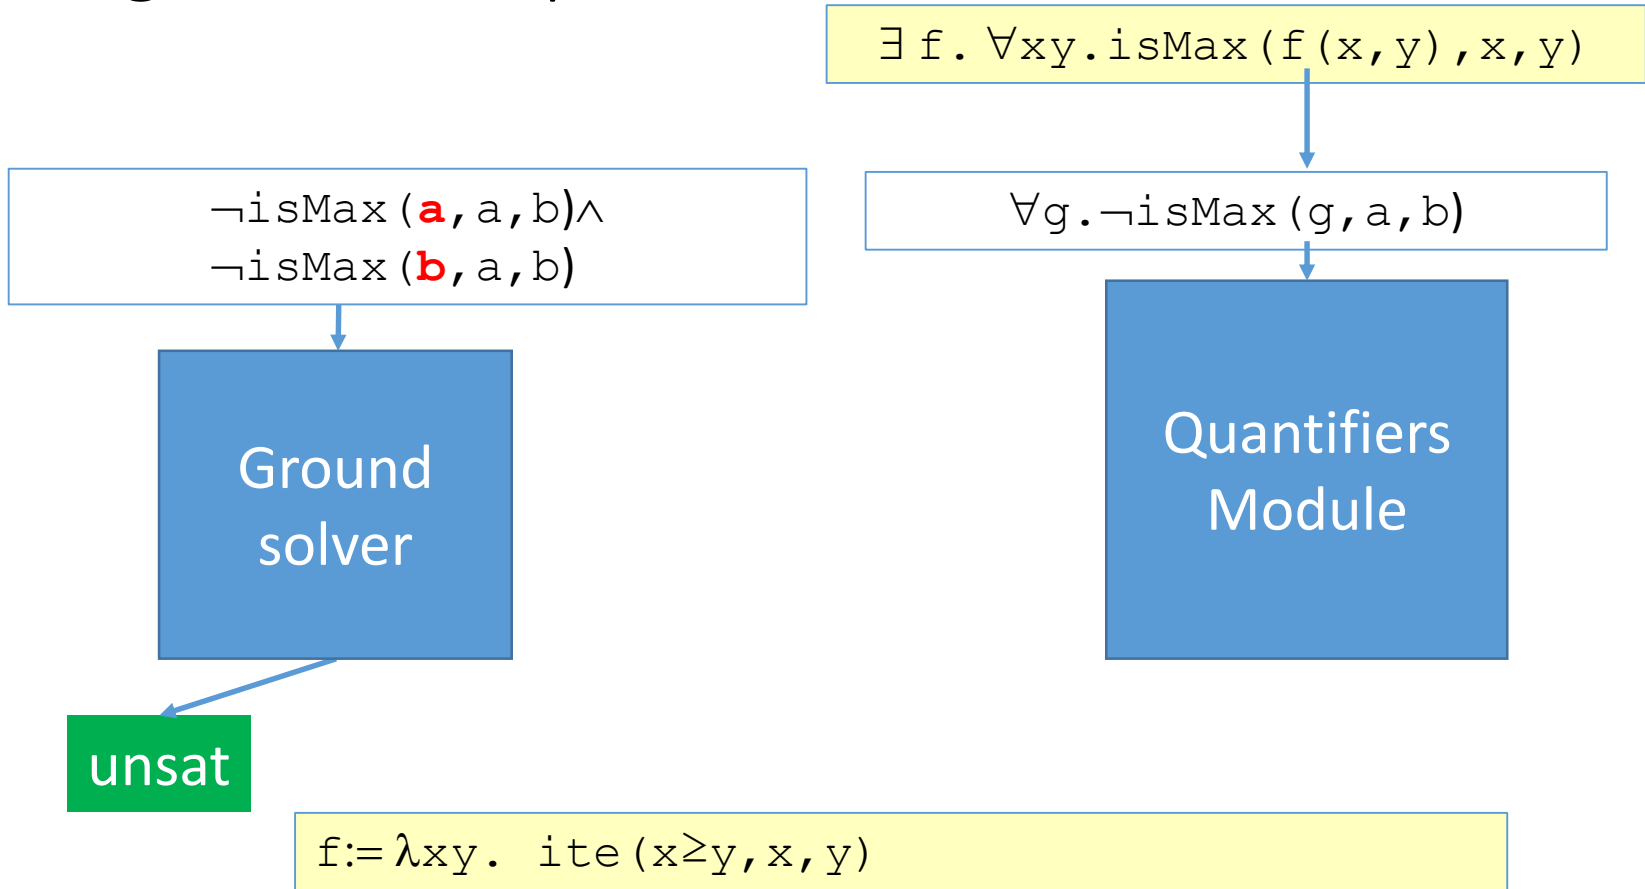 ∃ f. ∀xy.isMax(f(x,y),x,y)
¬isMax(a,a,b)∧
¬isMax(b,a,b)
∀g.¬isMax(g,a,b)
Ground
solver
Quantifiers
Module
unsat
f:= λxy. ite(x≥y,x,y)